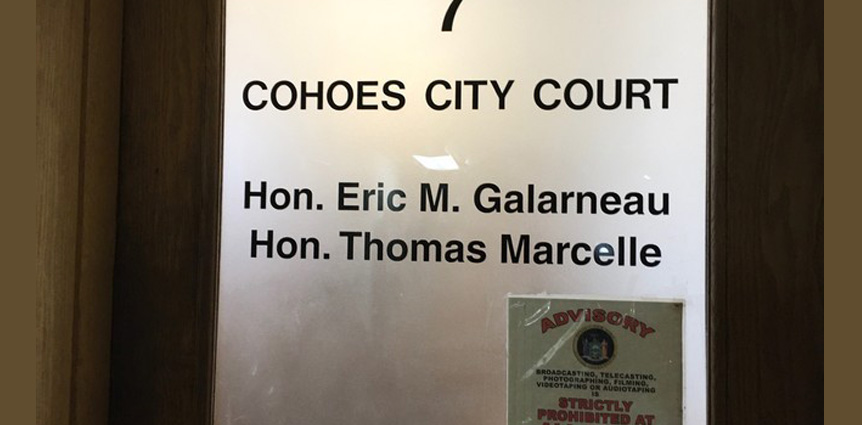 7
COHOES CITY COURT
Hon. Eric M. Galarneau
Hon. Thomas Marcelle
ADVISORY
BROADCASTING, TELECASTING,
PHOTOGRAPHING, FILMING,
VIDEOTAPING OR AUDIOTAPING
IS
STRICTLY
PROHIBITED AT